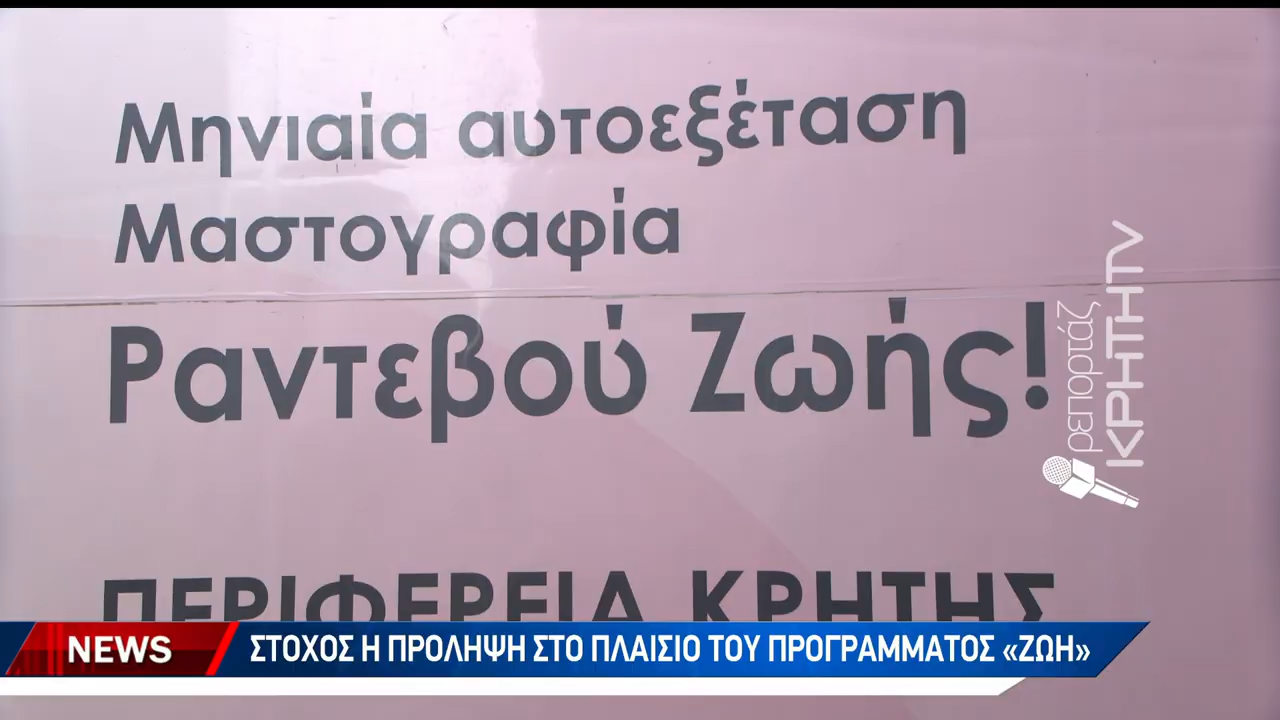 Μηνιαία αυτοεξέταση
Μαστογραφία
Ραντεβού Ζωής!
ρεπορτάζ
ΚΡΗΤΗTV
ΠΕΡΙΦΕΡΕΙΑ ΚΡΗΤΗΣ
NEWS
ΣΤΟΧΟΣ Η ΠΡΟΛΗΨΗ ΣΤΟ ΠΛΑΙΣΙΟ ΤΟΥ ΠΡΟΓΡΑΜΜΑΤΟΣ «ΖΩΗ»